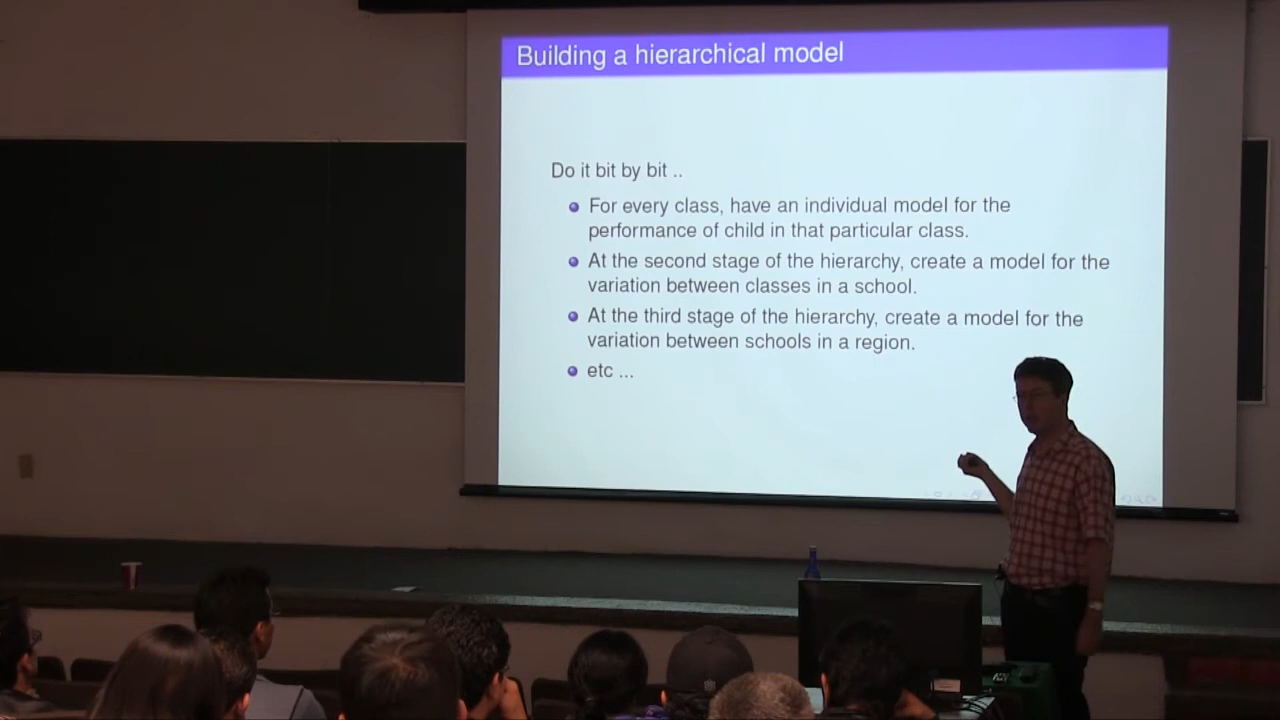 Building a hierarchical model
Do it bit by bit ..
For every class, have an individual model for the
performance of child in that particular class.
At the second stage of the hierarchy, create a model for the
variation between classes in a school.
At the third stage of the hierarchy, create a model for the
variation between schools in a region.
etc ...